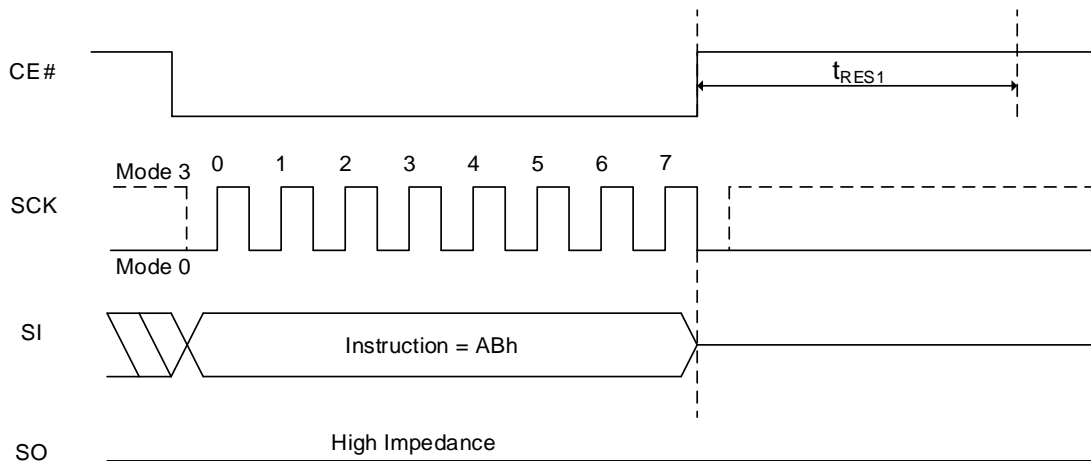 CE#
tRES1
Mode 3
0 1 2 3 4 5 6 7
SCK
Mode 0
SI
Instruction = ABh
High Impedance
SO